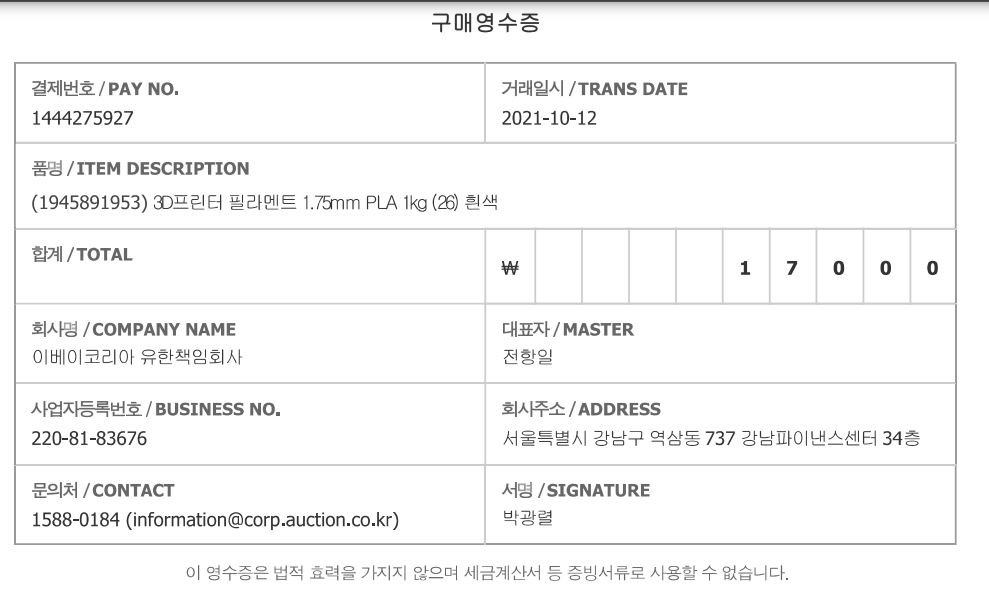 구매영수증
결제번호 / PAY NO.
1444275927
거래일시 / TRANS DATE
2021-10-12
품명 / ITEM DESCRIPTION
(1945891953) 3D프린터 필라멘트 1.75mm PLA 1kg (26) 흰색
합계 / TOTAL
₩ 1 7 0 0 0
회사명 / COMPANY NAME
이베이코리아 유한책임회사
대표자 / MASTER
전항일
사업자등록번호 / BUSINESS NO.
220-81-83676
회사주소 / ADDRESS
서울특별시 강남구 역삼동 737 강남파이낸스센터 34층
문의처 / CONTACT
1588-0184 (information@corp.auction.co.kr)
서명 / SIGNATURE
박광렬
이 영수증은 법적 효력을 가지지 않으며 세금계산서 등 증빙서류로 사용할 수 없습니다.